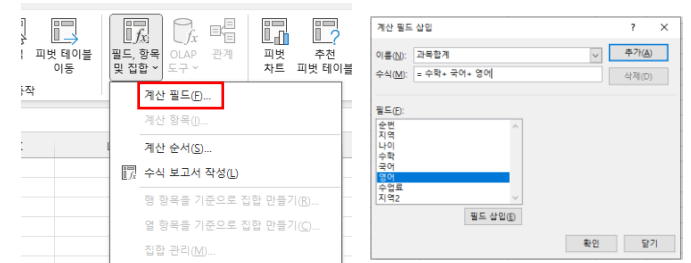 피벗 테이블
이동
필드, 항목
및 집합
OLAP
도구
관계
피벗
차트
추천
피벗 테이블
계산 필드(F)...
계산 항목(I)...
계산 순서(S)...
수식 보고서 작성(L)
행 항목을 기준으로 집합 만들기(R)...
열 항목을 기준으로 집합 만들기(C)...
집합 관리(M)...
계산 필드 삽입
? ×
이름(N): 과목합계
추가(A)
수식(M): = 수학+ 국어+ 영어
삭제(D)
필드(F):
순번
지역
나이
수학
국어
영어
수업료
지역2
필드 삽입(E)
확인
닫기